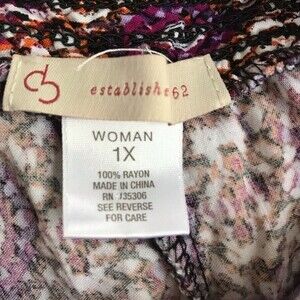 cb
established 62
WOMAN
1X
100% RAYON
MADE IN CHINA
RN 135306
SEE REVERSE
FOR CARE